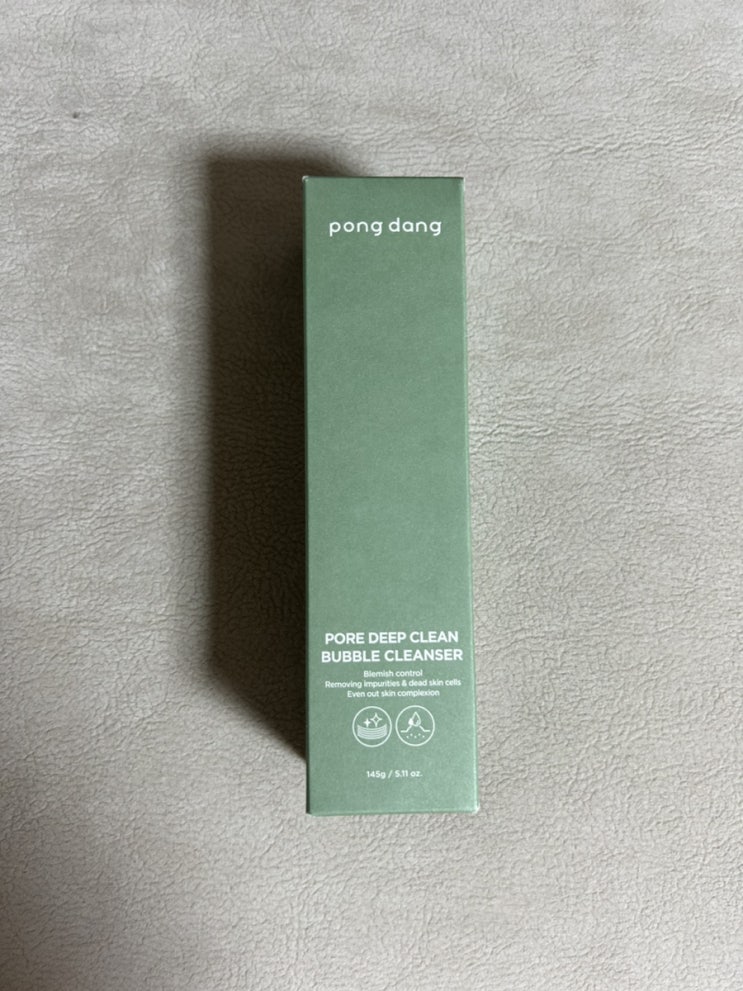 pong dang
PORE DEEP CLEAN
BUBBLE CLEANSER
Blemish control
Removing impurities & dead skin cells
Even out skin complexion
145g / 5.11 oz.